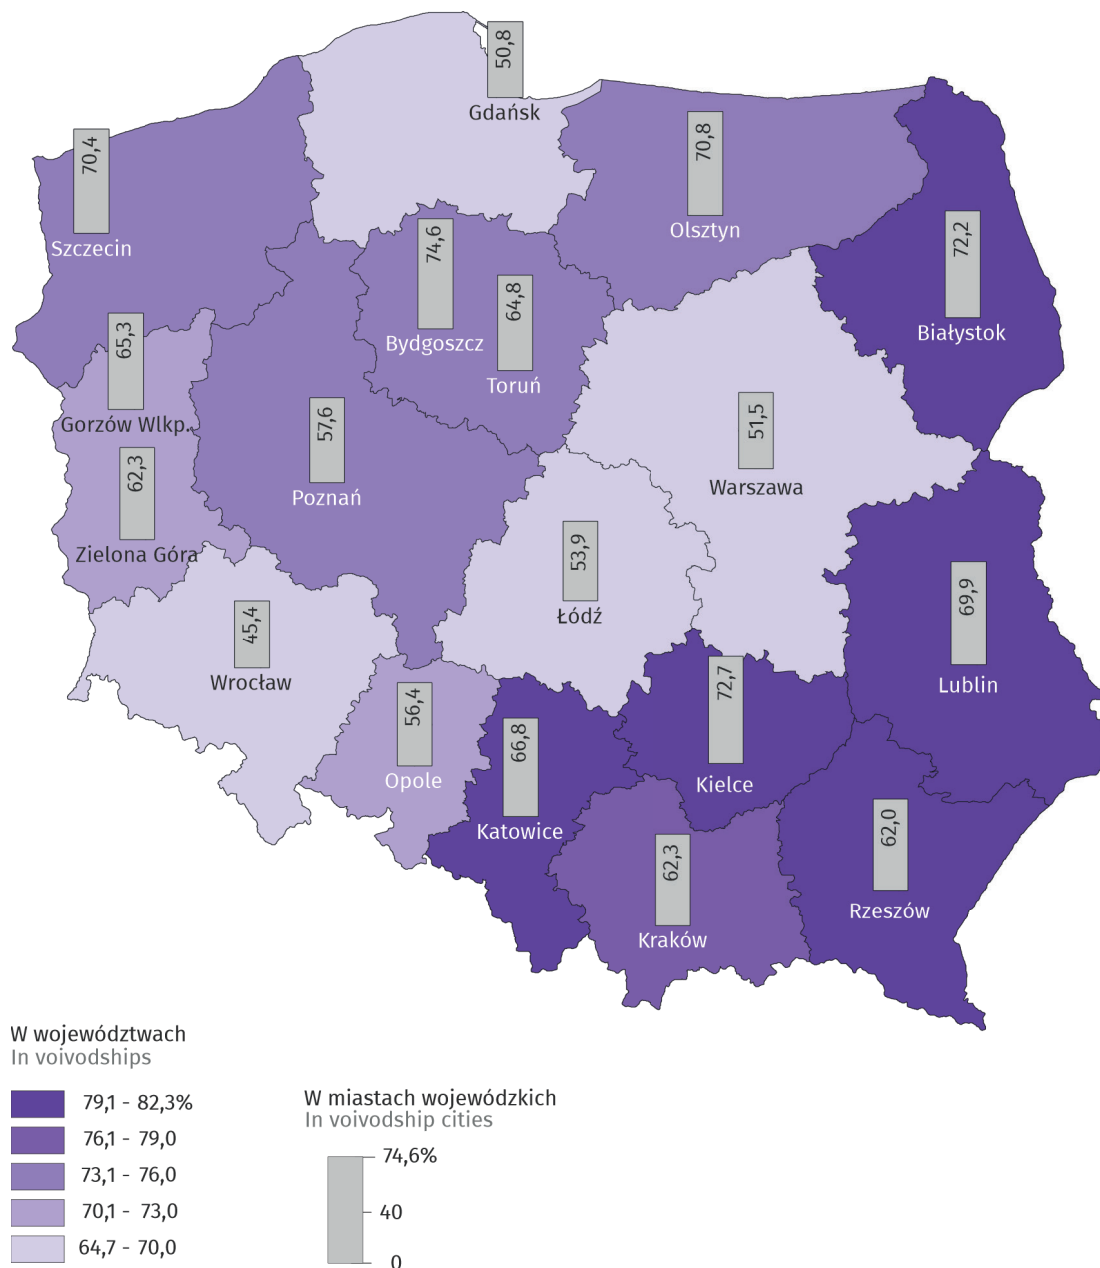 50,8
Gdańsk
70,4
Szczecin
70,8
Olsztyn
72,2
Białystok
74,6
Bydgoszcz
64,8
Toruń
65,3
Gorzów Wlkp.
62,3
Zielona Góra
57,6
Poznań
51,5
Warszawa
53,9
Łódź
45,4
Wrocław
69,9
Lublin
56,4
Opole
66,8
Katowice
72,7
Kielce
62,3
Kraków
62,0
Rzeszów
W województwach
In voivodships
79,1 - 82,3%
76,1 - 79,0
73,1 - 76,0
70,1 - 73,0
64,7 - 70,0
W miastach wojewódzkich
In voivodship cities
74,6%
40
0